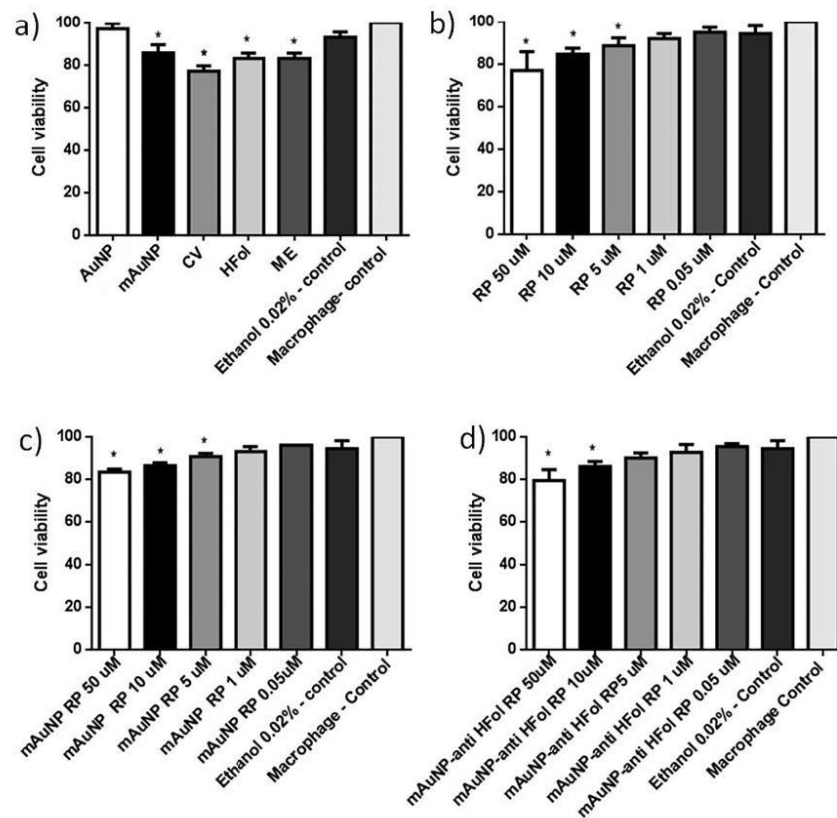 a)
Cell viability
100
80
60
40
20
0
* * * *
AuNP
mAuNP
CV
HFol
ME
Ethanol 0.02% - control
Macrophage- control
b)
Cell viability
100
80
60
40
20
0
* * *
RP 50 uM
RP 10 uM
RP 5 uM
RP 1 uM
RP 0.05 uM
Ethanol 0.02% - Control
Macrophage - Control
c)
Cell viability
100
80
60
40
20
0
* * *
mAuNP RP 50 uM
mAuNP RP 10 uM
mAuNP RP 5 uM
mAuNP RP 1 uM
mAuNP RP 0.05uM
Ethanol 0.02% - control
Macrophage - Control
d)
Cell viability
100
80
60
40
20
0
* *
mAuNP-anti HFol RP 50uM
mAuNP-anti HFol RP 10uM
mAuNP-anti HFol RP5 uM
mAuNP-anti HFol RP 1 uM
mAuNP-anti HFol RP 0.05 uM
Ethanol 0.02% - Control
Macrophage Control